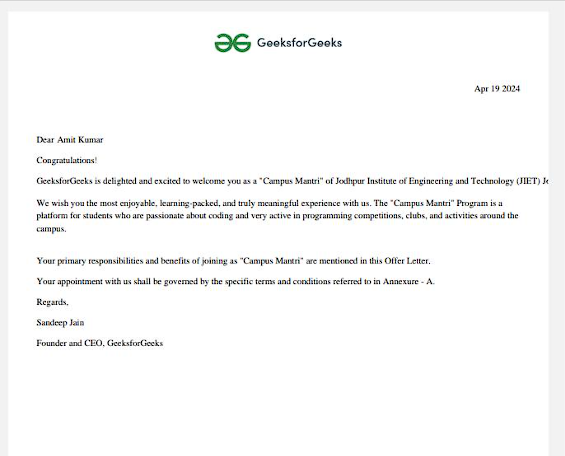 GeeksforGeeks
Apr 19 2024
Dear Amit Kumar
Congratulations!
GeeksforGeeks is delighted and excited to welcome you as a "Campus Mantri" of Jodhpur Institute of Engineering and Technology (JIET)
We wish you the most enjoyable, learning-packed, and truly meaningful experience with us. The "Campus Mantri" Program is a
platform for students who are passionate about coding and very active in programming competitions, clubs, and activities around the
campus.
Your primary responsibilities and benefits of joining as "Campus Mantri" are mentioned in this Offer Letter.
Your appointment with us shall be governed by the specific terms and conditions referred to in Annexure - A.
Regards,
Sandeep Jain
Founder and CEO, GeeksforGeeks